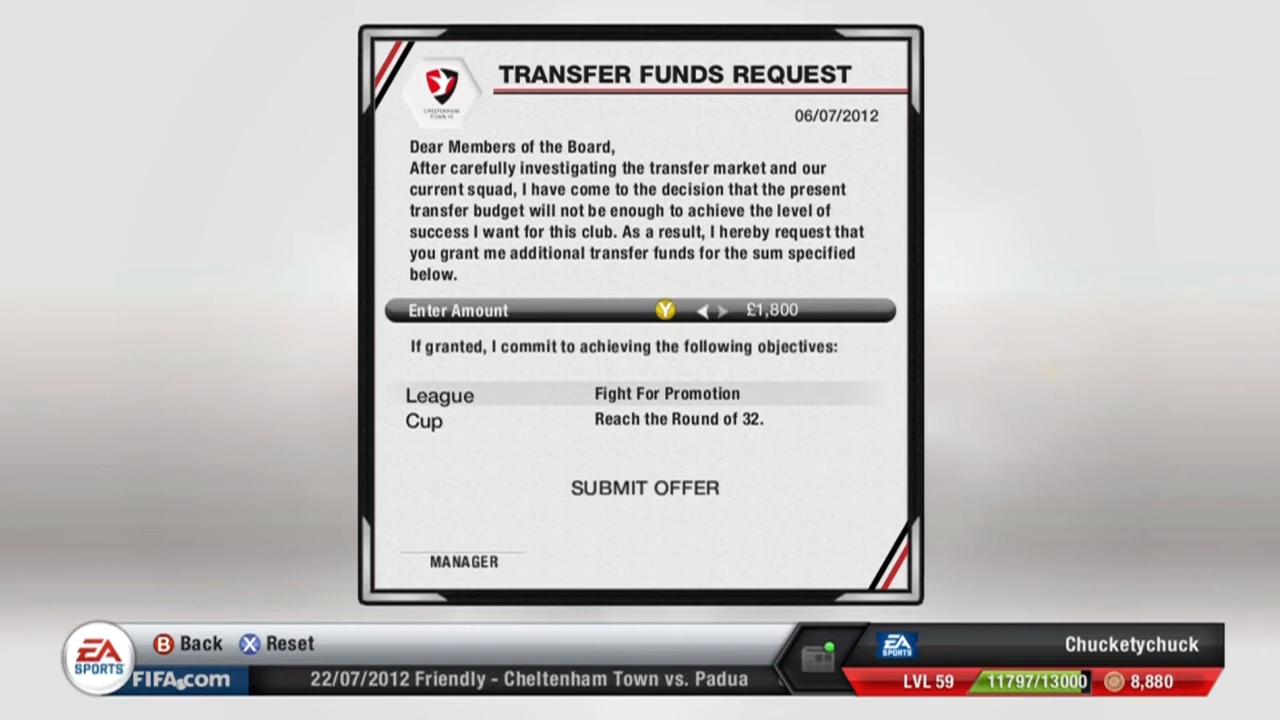 TRANSFER FUNDS REQUEST
CHELTENHAM
TOWN FC
06/07/2012
Dear Members of the Board,
After carefully investigating the transfer market and our
current squad, I have come to the decision that the present
transfer budget will not be enough to achieve the level of
success I want for this club. As a result, I hereby request that
you grant me additional transfer funds for the sum specified
below.
Enter Amount Y £1,800
If granted, I commit to achieving the following objectives:
League Fight For Promotion
Cup Reach the Round of 32.
SUBMIT OFFER
MANAGER
EA SPORTS B Back X Reset EA SPORTS Chucketychuck
FIFA.com 22/07/2012 Friendly - Cheltenham Town vs. Padua LVL 59 11797/13000 8,880